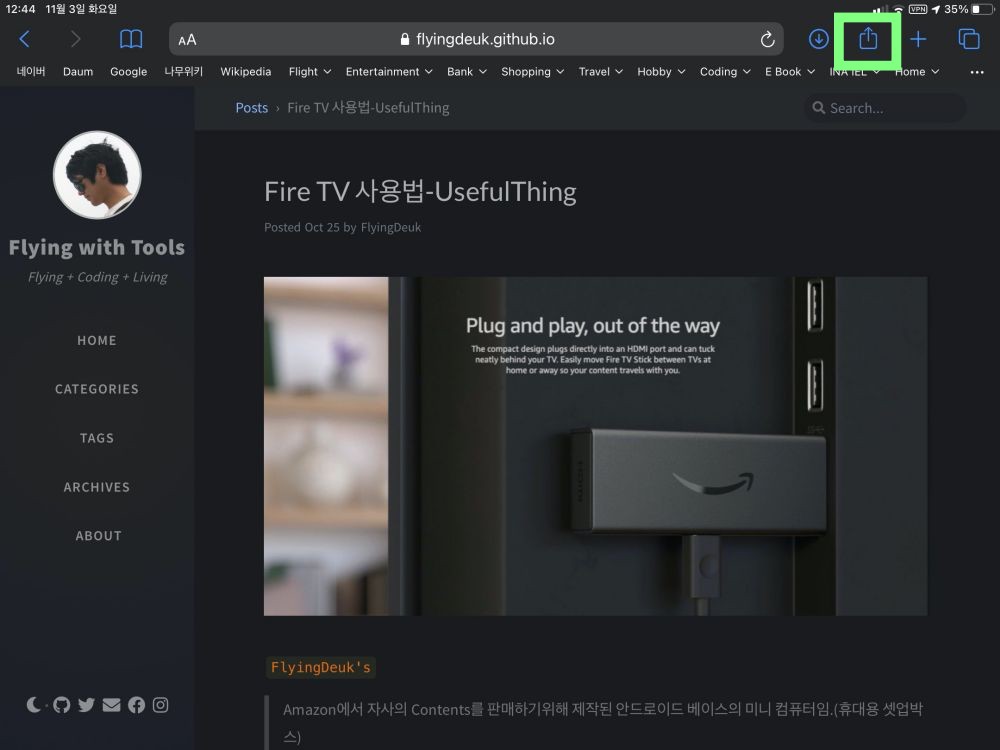 12:44 11월 3일 화요일
VPN 35%
AA flyingdeuk.github.io
네이버 Daum Google 나무위키 Wikipedia Flight Entertainment Bank Shopping Travel Hobby Coding E Book Home
Posts › Fire TV 사용법-UsefulThing
Search...
Flying with Tools
Flying + Coding + Living
HOME
CATEGORIES
TAGS
ARCHIVES
ABOUT
Fire TV 사용법-UsefulThing
Posted Oct 25 by FlyingDeuk
Plug and play, out of the way
The compact design plugs directly into an HDMI port and can tuck
neatly behind your TV. Easily move Fire TV Stick between TVs at
home or away so your content travels with you.
FlyingDeuk's
Amazon에서 자사의 Contents를 판매하기위해 제작된 안드로이드 베이스의 미니 컴퓨터임.(휴대용 셋업박
스)